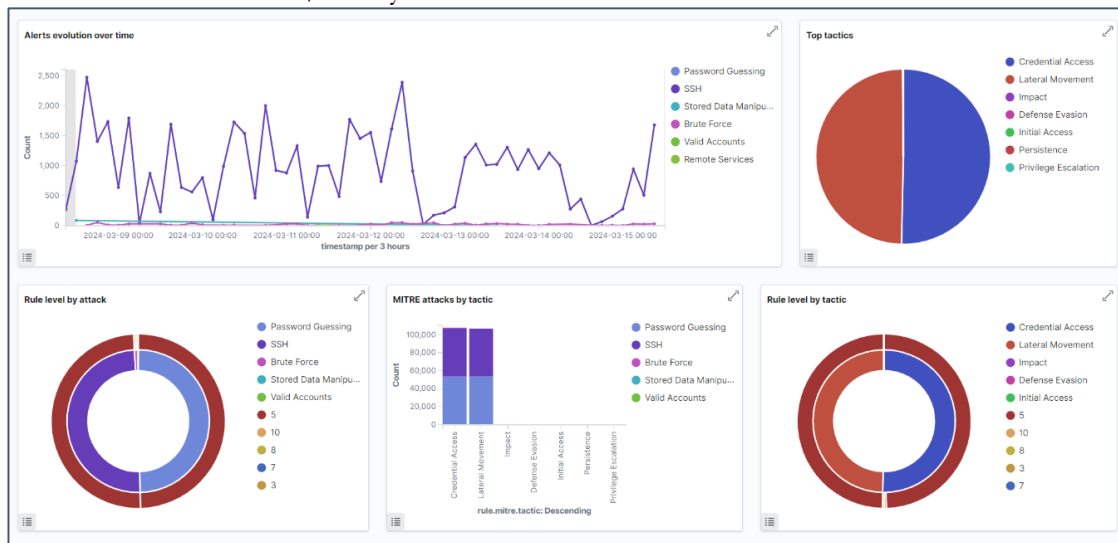 Alerts evolution over time
2,500
2,000
1,500
1,000
500
0
Count
2024-03-09 00:00 2024-03-10 00:00 2024-03-11 00:00 2024-03-12 00:00 2024-03-13 00:00 2024-03-14 00:00 2024-03-15 00:00
timestamp per 3 hours
Password Guessing
SSH
Stored Data Manipu...
Brute Force
Valid Accounts
Remote Services
Top tactics
Credential Access
Lateral Movement
Impact
Defense Evasion
Initial Access
Persistence
Privilege Escalation
Rule level by attack
Password Guessing
SSH
Brute Force
Stored Data Manipu...
Valid Accounts
5
10
8
7
3
MITRE attacks by tactic
100,000
80,000
60,000
40,000
20,000
0
Count
Credential Access
Lateral Movement
Impact
Defense Evasion
Initial Access
Persistence
Privilege Escalation
rule.mitre.tactic: Descending
Password Guessing
SSH
Brute Force
Stored Data Manipu...
Valid Accounts
Rule level by tactic
Credential Access
Lateral Movement
Impact
Defense Evasion
Initial Access
5
10
8
3
7